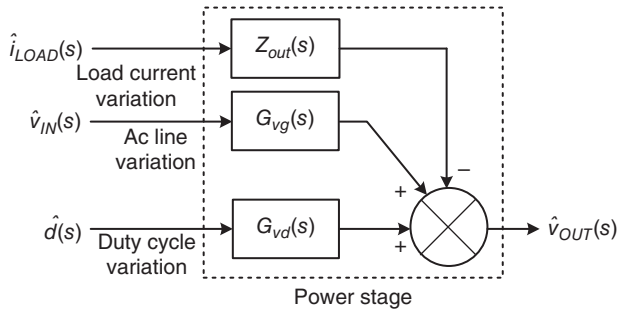 î_LOAD(s)
Load current
variation
Z_out(s)
v̂_IN(s)
Ac line
variation
G_vg(s)
−
+
d̂(s)
Duty cycle
variation
G_vd(s)
+
v̂_OUT(s)
Power stage